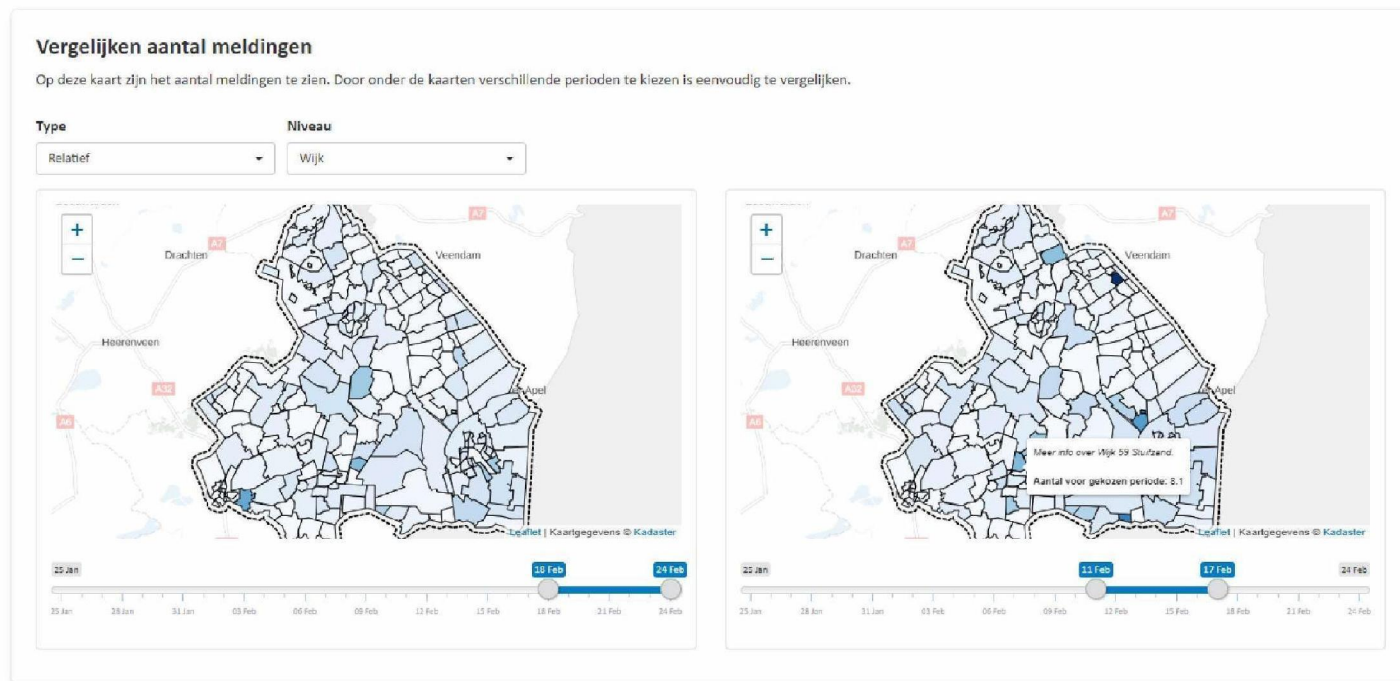 Vergelijken aantal meldingen
Op deze kaart zijn het aantal meldingen te zien. Door onder de kaarten verschillende perioden te kiezen is eenvoudig te vergelijken.
Type
Niveau
Relatief
Wijk
+
−
A7
Drachten
A7
Veendam
Heerenveen
A32
Apel
A6
Leaflet | Kaartgegevens © Kadaster
25 Jan
18 Feb
24 Feb
25 Jan 28 Jan 31 Jan 03 Feb 06 Feb 09 Feb 12 Feb 15 Feb 18 Feb 21 Feb 24 Feb
+
−
A7
Drachten
A7
Veendam
Heerenveen
A32
Apel
A6
Meer info over Wijk 59 Stuifzand.
Aantal voor gekozen periode: 8.1
Leaflet | Kaartgegevens © Kadaster
25 Jan
11 Feb
17 Feb
24 Feb
25 Jan 28 Jan 31 Jan 03 Feb 06 Feb 09 Feb 12 Feb 15 Feb 18 Feb 21 Feb 24 Feb